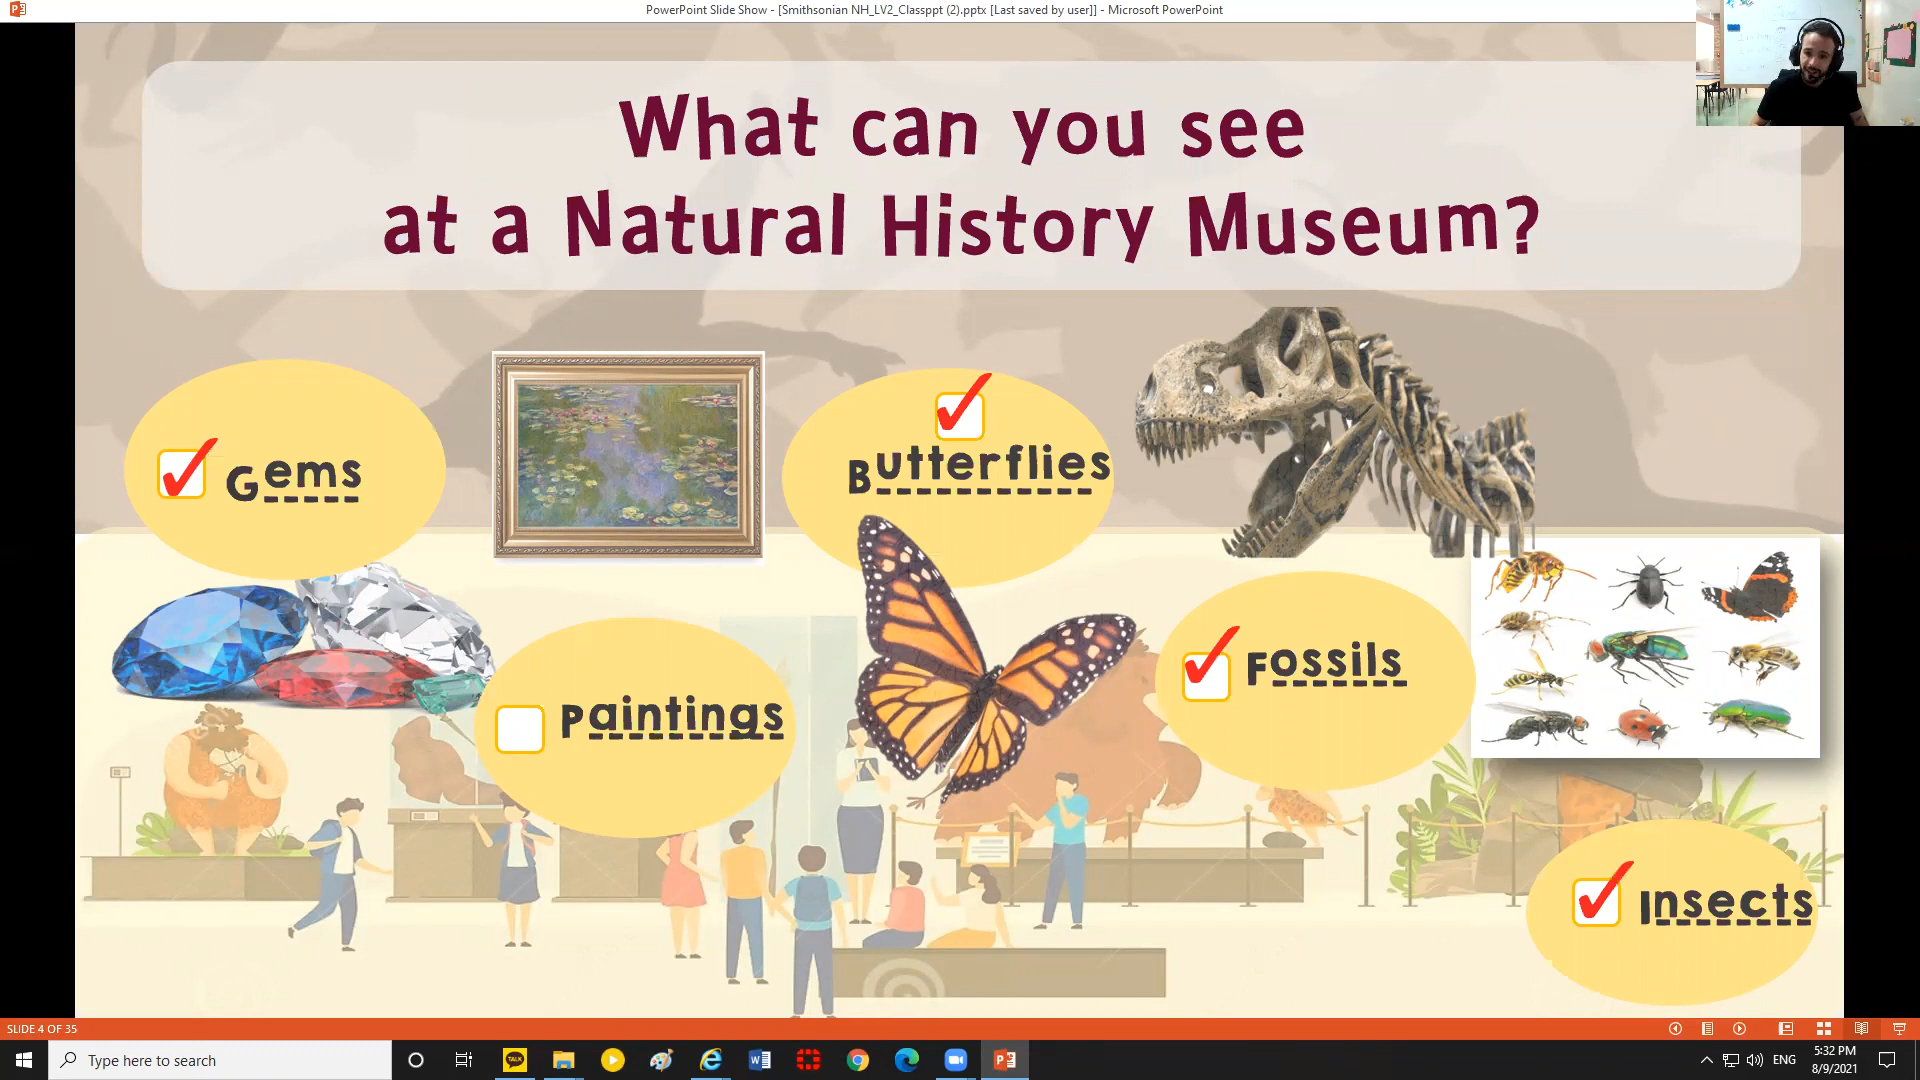 PowerPoint Slide Show - [Smithsonian NH_LV2_Classppt (2).pptx [Last saved by user]] - Microsoft PowerPoint
What can you see
at a Natural History Museum?
Gems
Butterflies
Fossils
Paintings
Insects
SLIDE 4 OF 35
Type here to search
TALK
ENG
5:32 PM
8/9/2021